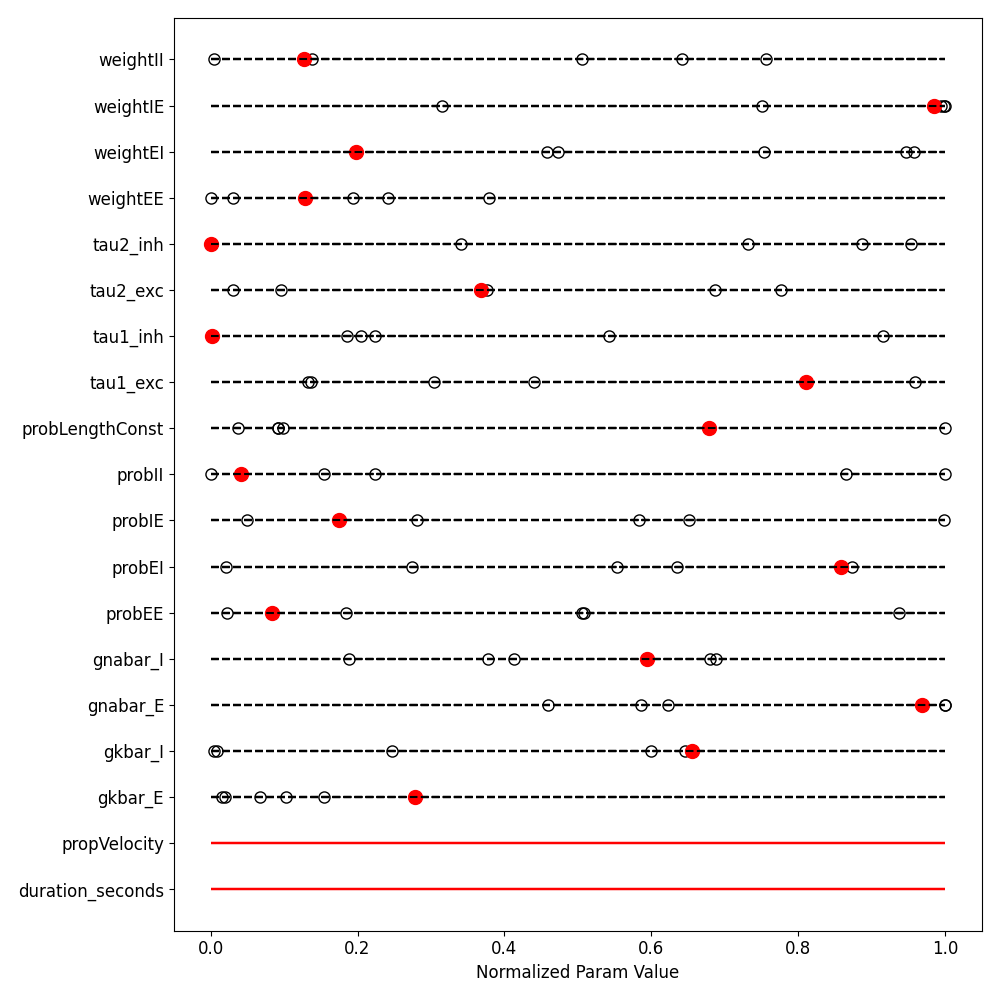 weightII
weightIE
weightEI
weightEE
tau2_inh
tau2_exc
tau1_inh
tau1_exc
probLengthConst
probII
probIE
probEI
probEE
gnabar_I
gnabar_E
gkbar_I
gkbar_E
propVelocity
duration_seconds
0.0 0.2 0.4 0.6 0.8 1.0
Normalized Param Value